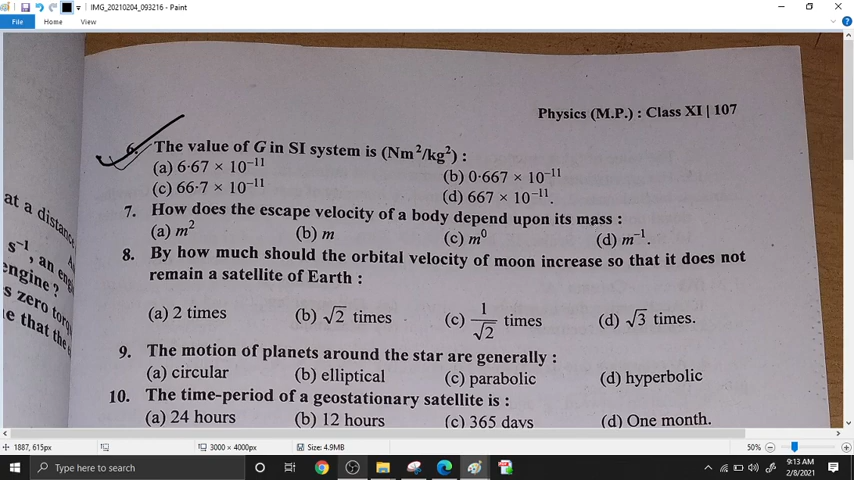 IMG_20210204_093216 - Paint
File Home View
Physics (M.P.) : Class XI | 107
6. The value of G in SI system is (Nm²/kg²) :
(a) 6·67 × 10⁻¹¹ (b) 0·667 × 10⁻¹¹
(c) 66·7 × 10⁻¹¹ (d) 667 × 10⁻¹¹.
7. How does the escape velocity of a body depend upon its mass :
(a) m² (b) m (c) m⁰ (d) m⁻¹.
8. By how much should the orbital velocity of moon increase so that it does not
remain a satellite of Earth :
(a) 2 times (b) √2 times (c) 1/√2 times (d) √3 times.
9. The motion of planets around the star are generally :
(a) circular (b) elliptical (c) parabolic (d) hyperbolic
10. The time-period of a geostationary satellite is :
(a) 24 hours (b) 12 hours (c) 365 days (d) One month.
at a distance
s⁻¹, an
engine ?
s zero
e that the
1887, 615px 3000 × 4000px Size: 4.9MB 50%
Type here to search
9:13 AM
2/8/2021